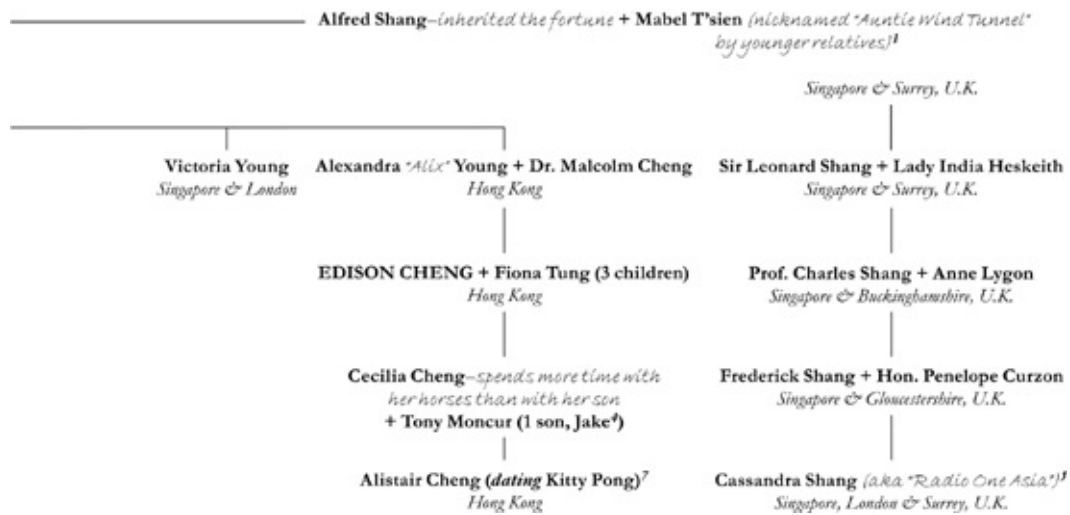 Alfred Shang–inherited the fortune + Mabel T'sien (nicknamed "Auntie Wind Tunnel"
by younger relatives)¹
Singapore & Surrey, U.K.
Victoria Young
Singapore & London
Alexandra "Alix" Young + Dr. Malcolm Cheng
Hong Kong
Sir Leonard Shang + Lady India Heskeith
Singapore & Surrey, U.K.
EDISON CHENG + Fiona Tung (3 children)
Hong Kong
Prof. Charles Shang + Anne Lygon
Singapore & Buckinghamshire, U.K.
Cecilia Cheng–spends more time with
her horses than with her son
+ Tony Moncur (1 son, Jake⁴)
Frederick Shang + Hon. Penelope Curzon
Singapore & Gloucestershire, U.K.
Alistair Cheng (dating Kitty Pong)⁷
Hong Kong
Cassandra Shang (aka "Radio One Asia")
Singapore, London & Surrey, U.K.